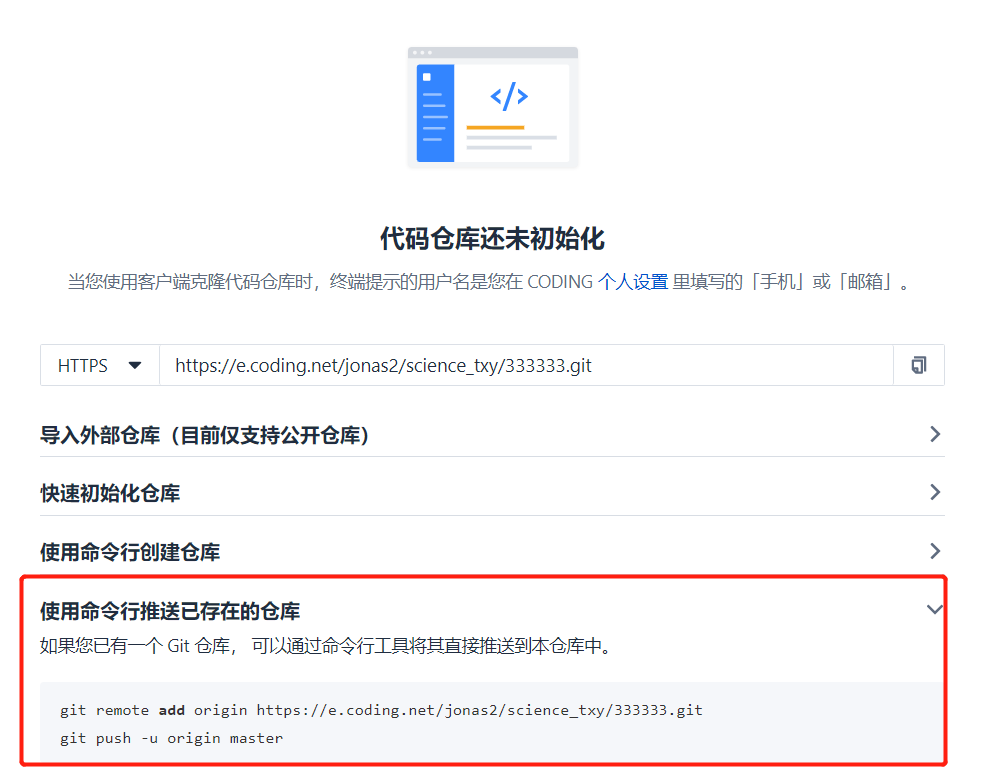 </>
代码仓库还未初始化
当您使用客户端克隆代码仓库时，终端提示的用户名是您在 CODING 个人设置 里填写的「手机」或「邮箱」。
HTTPS https://e.coding.net/jonas2/science_txy/333333.git
导入外部仓库（目前仅支持公开仓库）
快速初始化仓库
使用命令行创建仓库
使用命令行推送已存在的仓库
如果您已有一个 Git 仓库， 可以通过命令行工具将其直接推送到本仓库中。
git remote add origin https://e.coding.net/jonas2/science_txy/333333.git
git push -u origin master